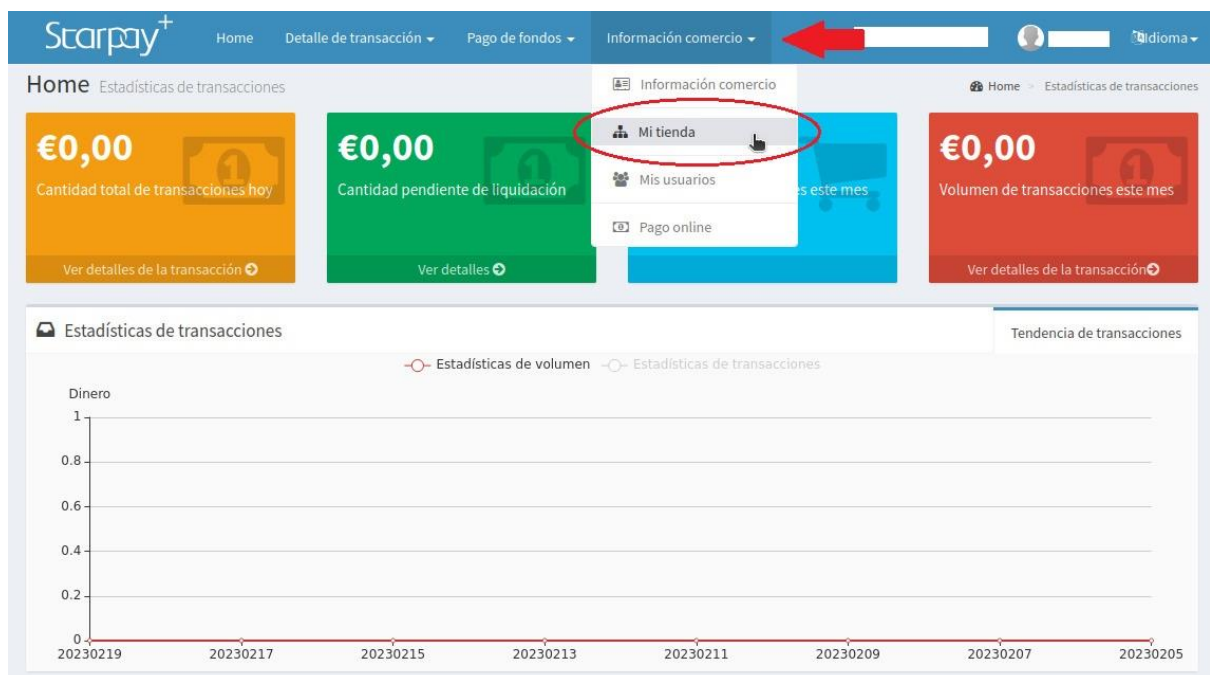 Starpay+ Home Detalle de transacción Pago de fondos Información comercio Idioma
Home Estadísticas de transacciones
Home > Estadísticas de transacciones
Información comercio
Mi tienda
Mis usuarios
Pago online
€0,00
Cantidad total de transacciones hoy
Ver detalles de la transacción
€0,00
Cantidad pendiente de liquidación
Ver detalles
es este mes
€0,00
Volumen de transacciones este mes
Ver detalles de la transacción
Estadísticas de transacciones
Tendencia de transacciones
Estadísticas de volumen Estadísticas de transacciones
Dinero
1
0.8
0.6
0.4
0.2
0
20230219 20230217 20230215 20230213 20230211 20230209 20230207 20230205